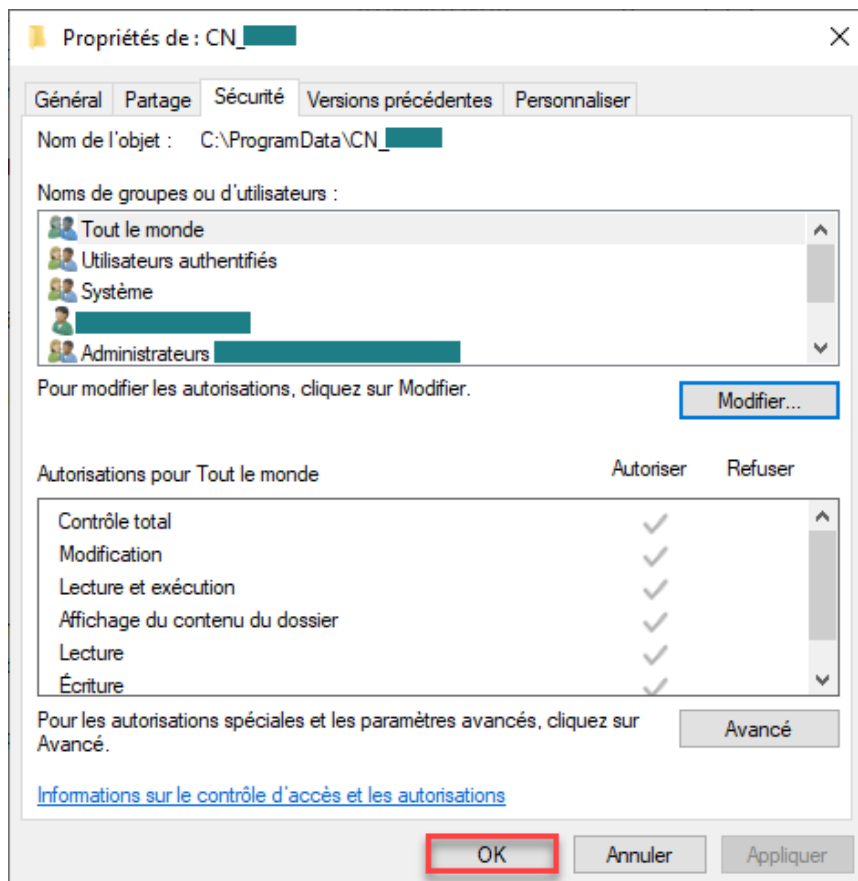 Propriétés de : CN_
Général Partage Sécurité Versions précédentes Personnaliser
Nom de l'objet : C:\ProgramData\CN_
Noms de groupes ou d'utilisateurs :
Tout le monde
Utilisateurs authentifiés
Système
Administrateurs
Pour modifier les autorisations, cliquez sur Modifier.
Modifier...
Autorisations pour Tout le monde Autoriser Refuser
Contrôle total
Modification
Lecture et exécution
Affichage du contenu du dossier
Lecture
Écriture
Pour les autorisations spéciales et les paramètres avancés, cliquez sur
Avancé.
Avancé
Informations sur le contrôle d'accès et les autorisations
OK Annuler Appliquer